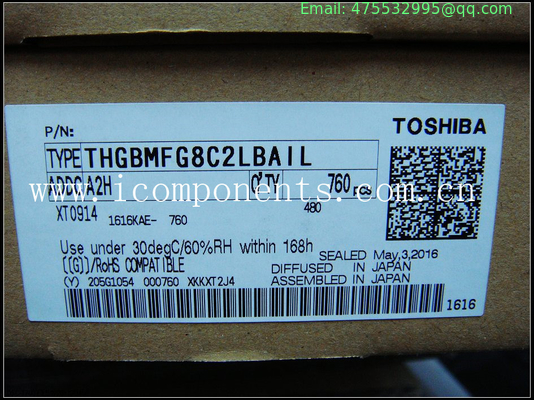 Email: 475532995@qq.com
P/N:
TOSHIBA
TYPE THGBMFG8C2LBAIL
ADDC A2H Q'TY 760 PCS
www.icomponents.com.cn
XT0914 1616KAE- 760 480
Use under 30degC/60%RH within 168h
SEALED May,3,2016
[[G]]/RoHS COMPATIBLE DIFFUSED IN JAPAN
(Y) 205G1054 000760 XKKXT2J4 ASSEMBLED IN JAPAN
1616